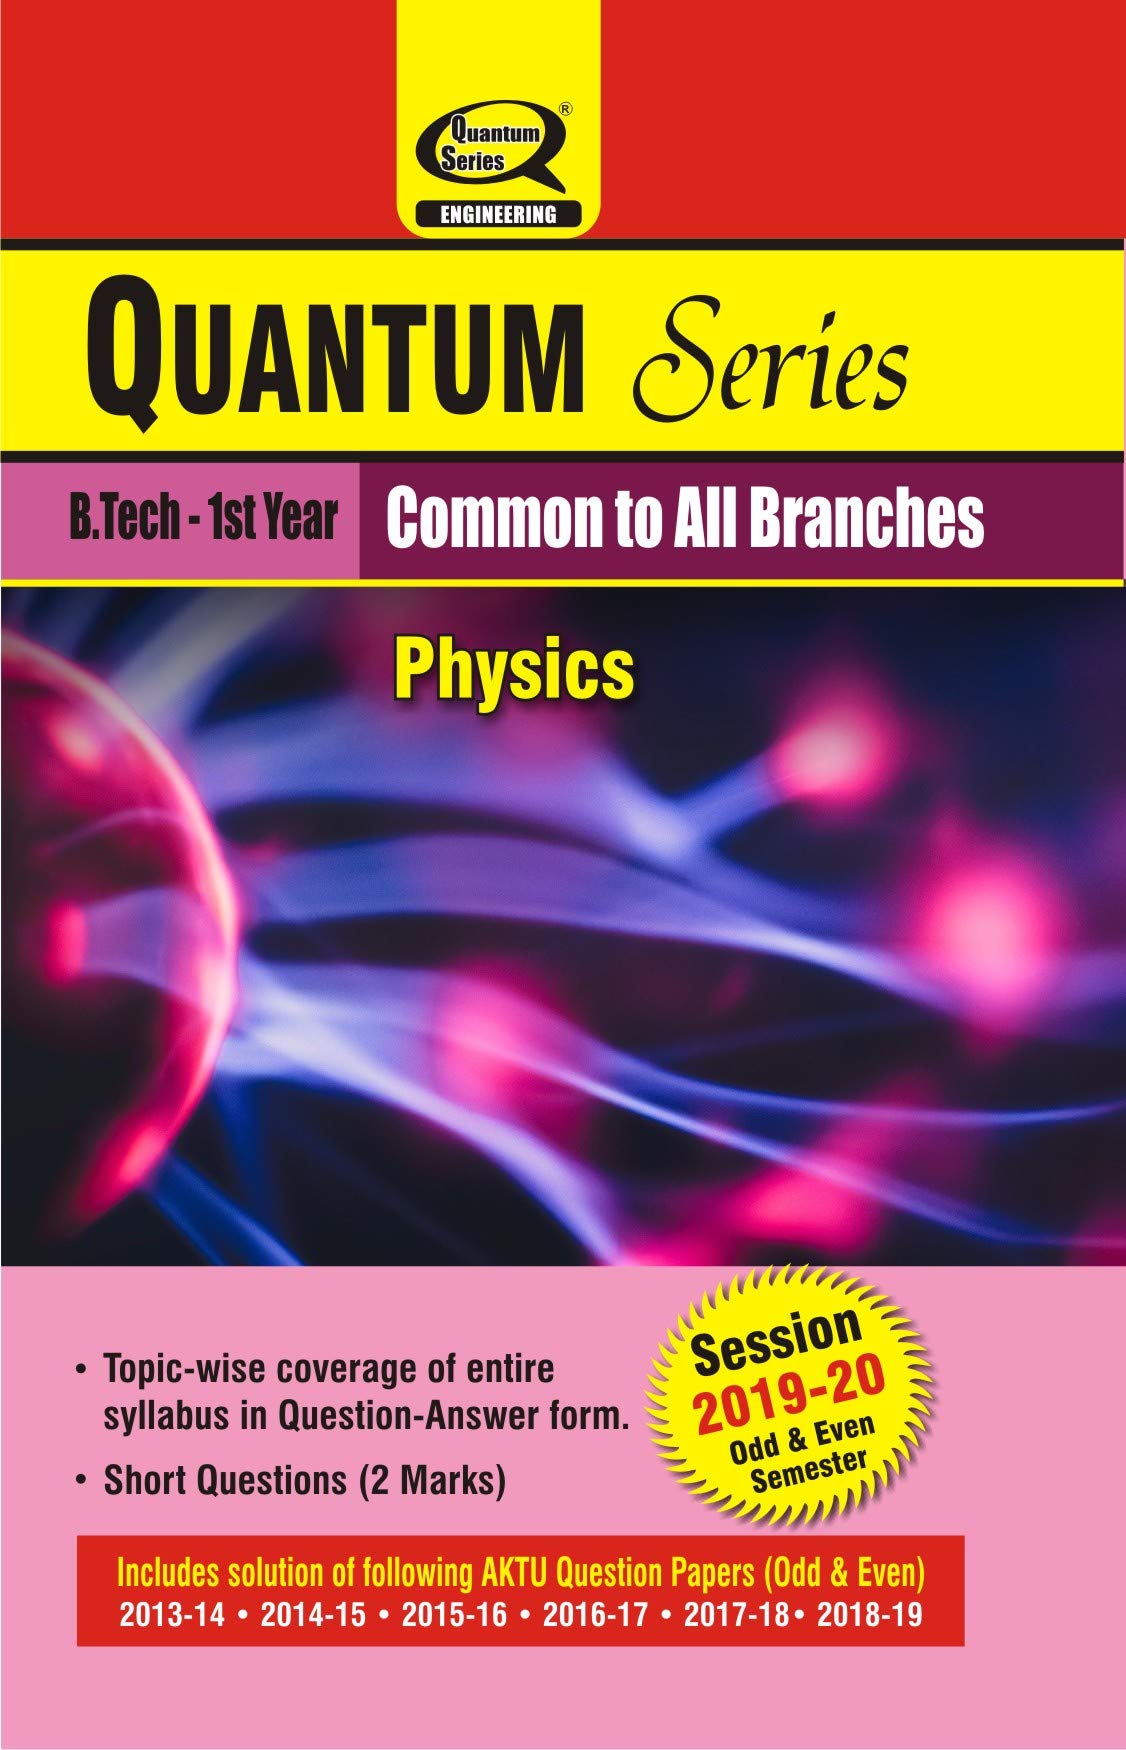 Quantum
Series
®
ENGINEERING
QUANTUM Series
B.Tech - 1st Year
Common to All Branches
Physics
• Topic-wise coverage of entire
syllabus in Question-Answer form.
• Short Questions (2 Marks)
Session
2019-20
Odd & Even
Semester
Includes solution of following AKTU Question Papers (Odd & Even)
2013-14 • 2014-15 • 2015-16 • 2016-17 • 2017-18 • 2018-19